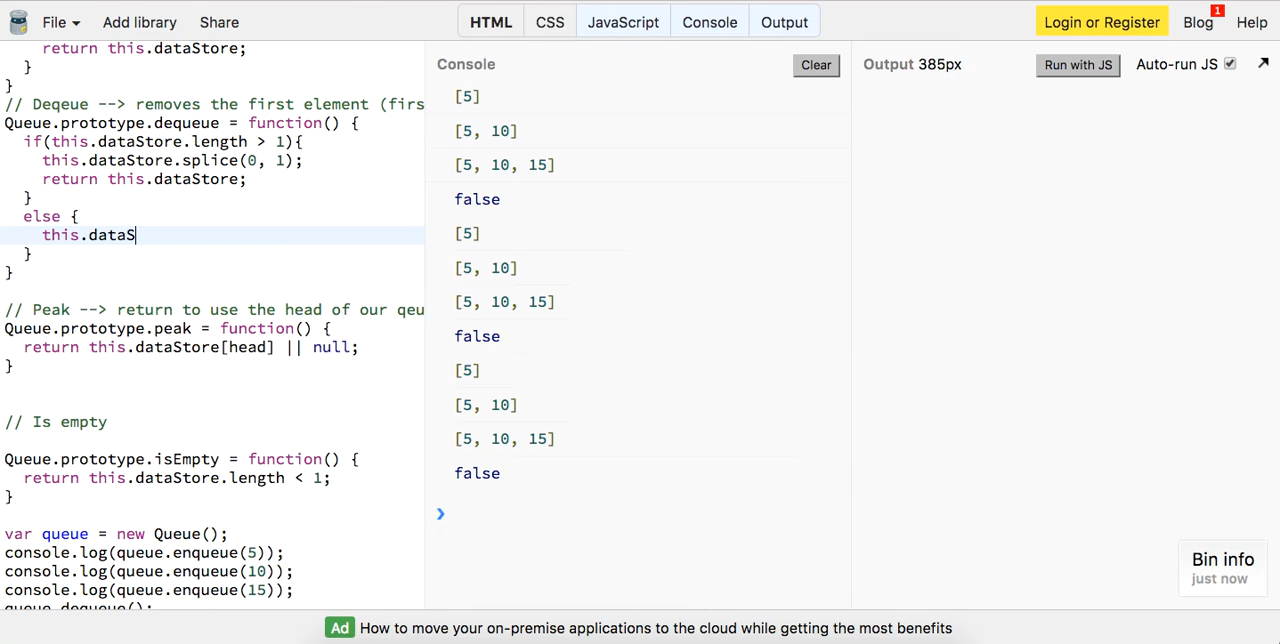 File Add library Share HTML CSS JavaScript Console Output Login or Register Blog 1 Help
return this.dataStore;
}
}
// Deqeue --> removes the first element (firs
Queue.prototype.dequeue = function() {
if(this.dataStore.length > 1){
this.dataStore.splice(0, 1);
return this.dataStore;
}
else {
this.dataS
}
}
// Peak --> return to use the head of our qeu
Queue.prototype.peak = function() {
return this.dataStore[head] || null;
}
// Is empty
Queue.prototype.isEmpty = function() {
return this.dataStore.length < 1;
}
var queue = new Queue();
console.log(queue.enqueue(5));
console.log(queue.enqueue(10));
console.log(queue.enqueue(15));
queue.dequeue();
Console Clear
[5]
[5, 10]
[5, 10, 15]
false
[5]
[5, 10]
[5, 10, 15]
false
[5]
[5, 10]
[5, 10, 15]
false
Output 385px Run with JS Auto-run JS
Bin info
just now
Ad How to move your on-premise applications to the cloud while getting the most benefits